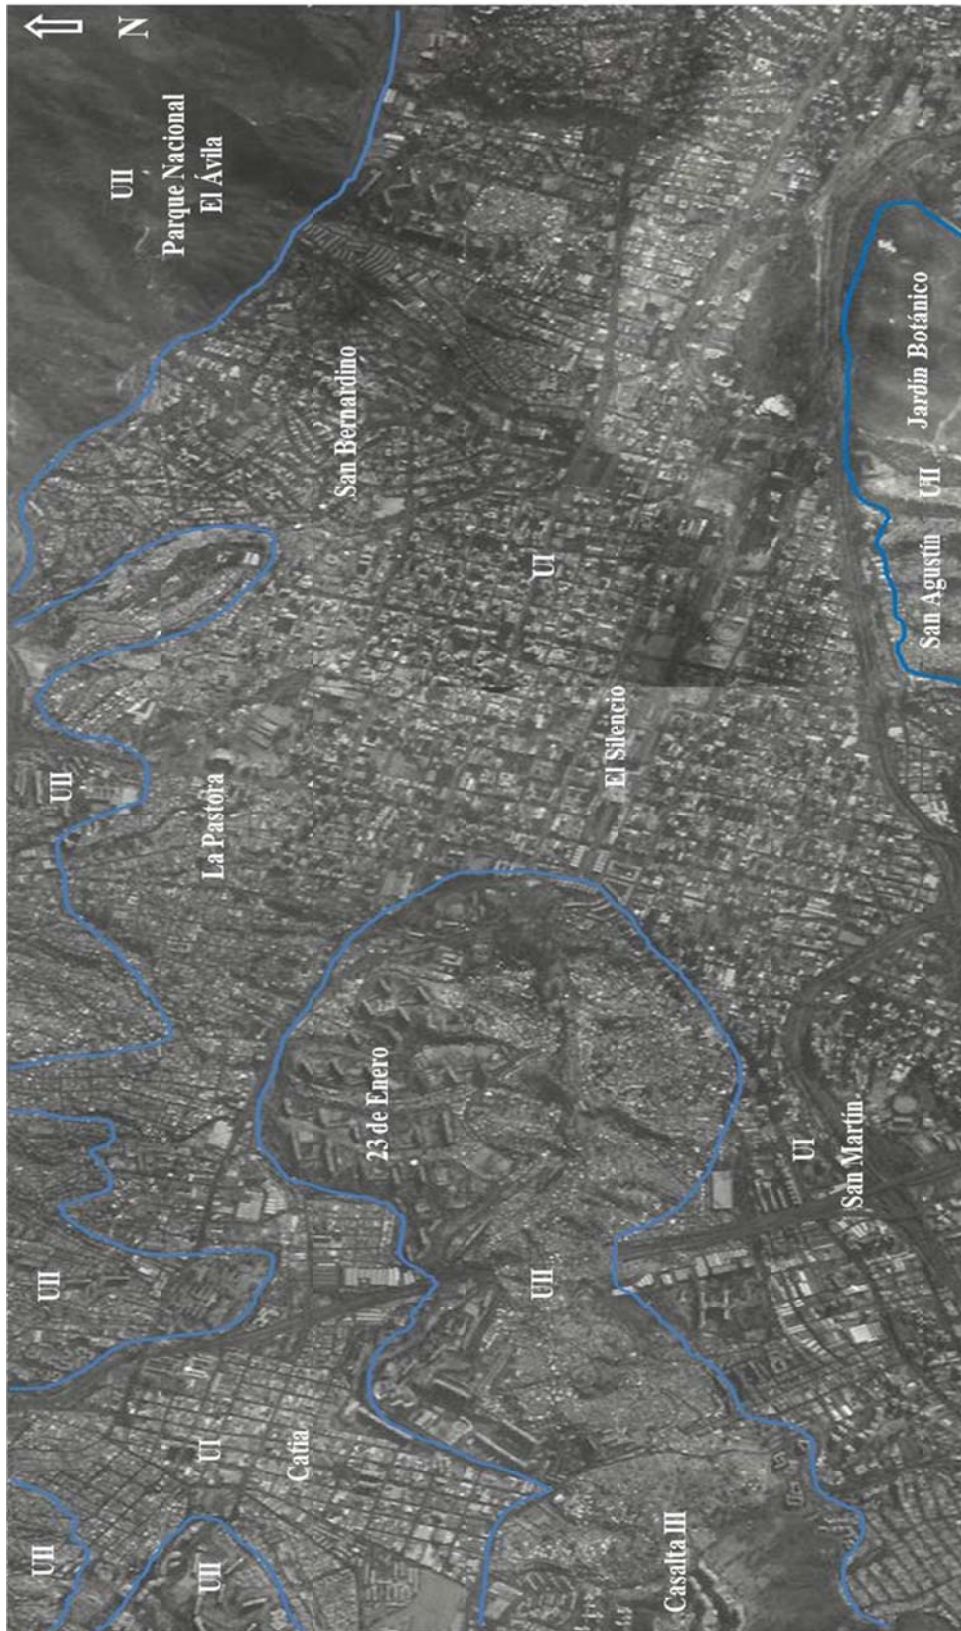 N
UII
Parque Nacional
El Ávila
San Bernardino
UII
La Pastora
UI
El Silencio
Jardín Botánico
UII
San Agustín
23 de Enero
UII
UII
UI
San Martín
UI
Catia
UII
UII
Casalta III